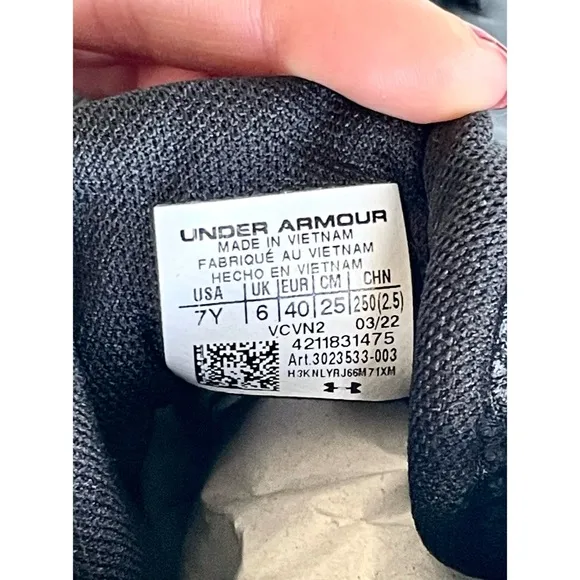 UNDER ARMOUR
MADE IN VIETNAM
FABRIQUÉ AU VIETNAM
HECHO EN VIETNAM
USA UK EUR CM CHN
7Y 6 40 25 250(2.5)
VCVN2 03/22
4211831475
Art.3023533-003
H3KNLYRJ66M71XM